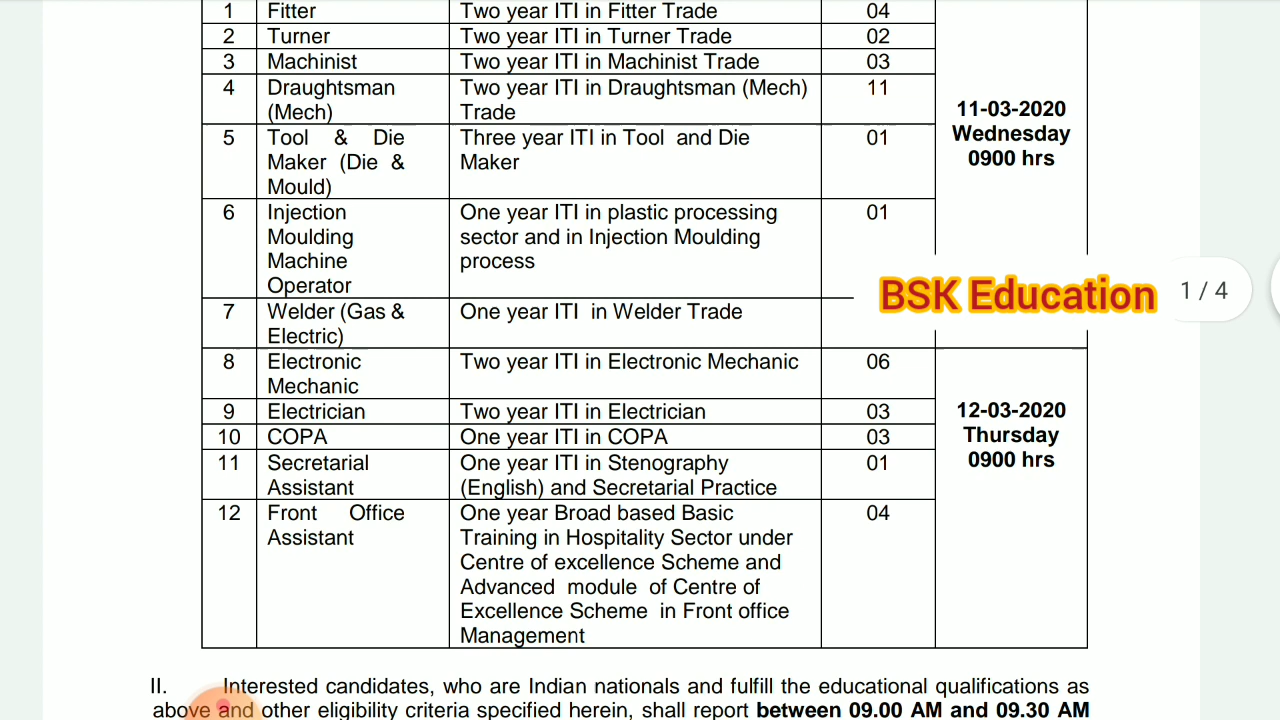 1 Fitter Two year ITI in Fitter Trade 04
2 Turner Two year ITI in Turner Trade 02
3 Machinist Two year ITI in Machinist Trade 03
4 Draughtsman Two year ITI in Draughtsman (Mech) 11
(Mech) Trade
11-03-2020
Wednesday
0900 hrs
5 Tool & Die Three year ITI in Tool and Die 01
Maker (Die & Maker
Mould)
6 Injection One year ITI in plastic processing 01
Moulding sector and in Injection Moulding
Machine process
Operator
BSK Education 1 / 4
7 Welder (Gas & One year ITI in Welder Trade
Electric)
8 Electronic Two year ITI in Electronic Mechanic 06
Mechanic
9 Electrician Two year ITI in Electrician 03
10 COPA One year ITI in COPA 03
12-03-2020
Thursday
0900 hrs
11 Secretarial One year ITI in Stenography 01
Assistant (English) and Secretarial Practice
12 Front Office One year Broad based Basic 04
Assistant Training in Hospitality Sector under
Centre of excellence Scheme and
Advanced module of Centre of
Excellence Scheme in Front office
Management
II. Interested candidates, who are Indian nationals and fulfill the educational qualifications as
above and other eligibility criteria specified herein, shall report between 09.00 AM and 09.30 AM